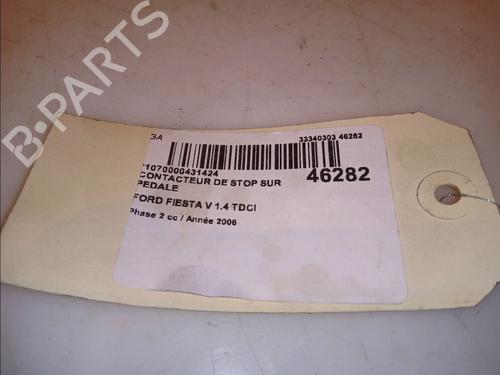 B-PARTS
3A
33340303 46282
71070000431424
CONTACTEUR DE STOP SUR
PEDALE
46282
FORD FIESTA V 1.4 TDCI
Phase 2 cc / Année 2006